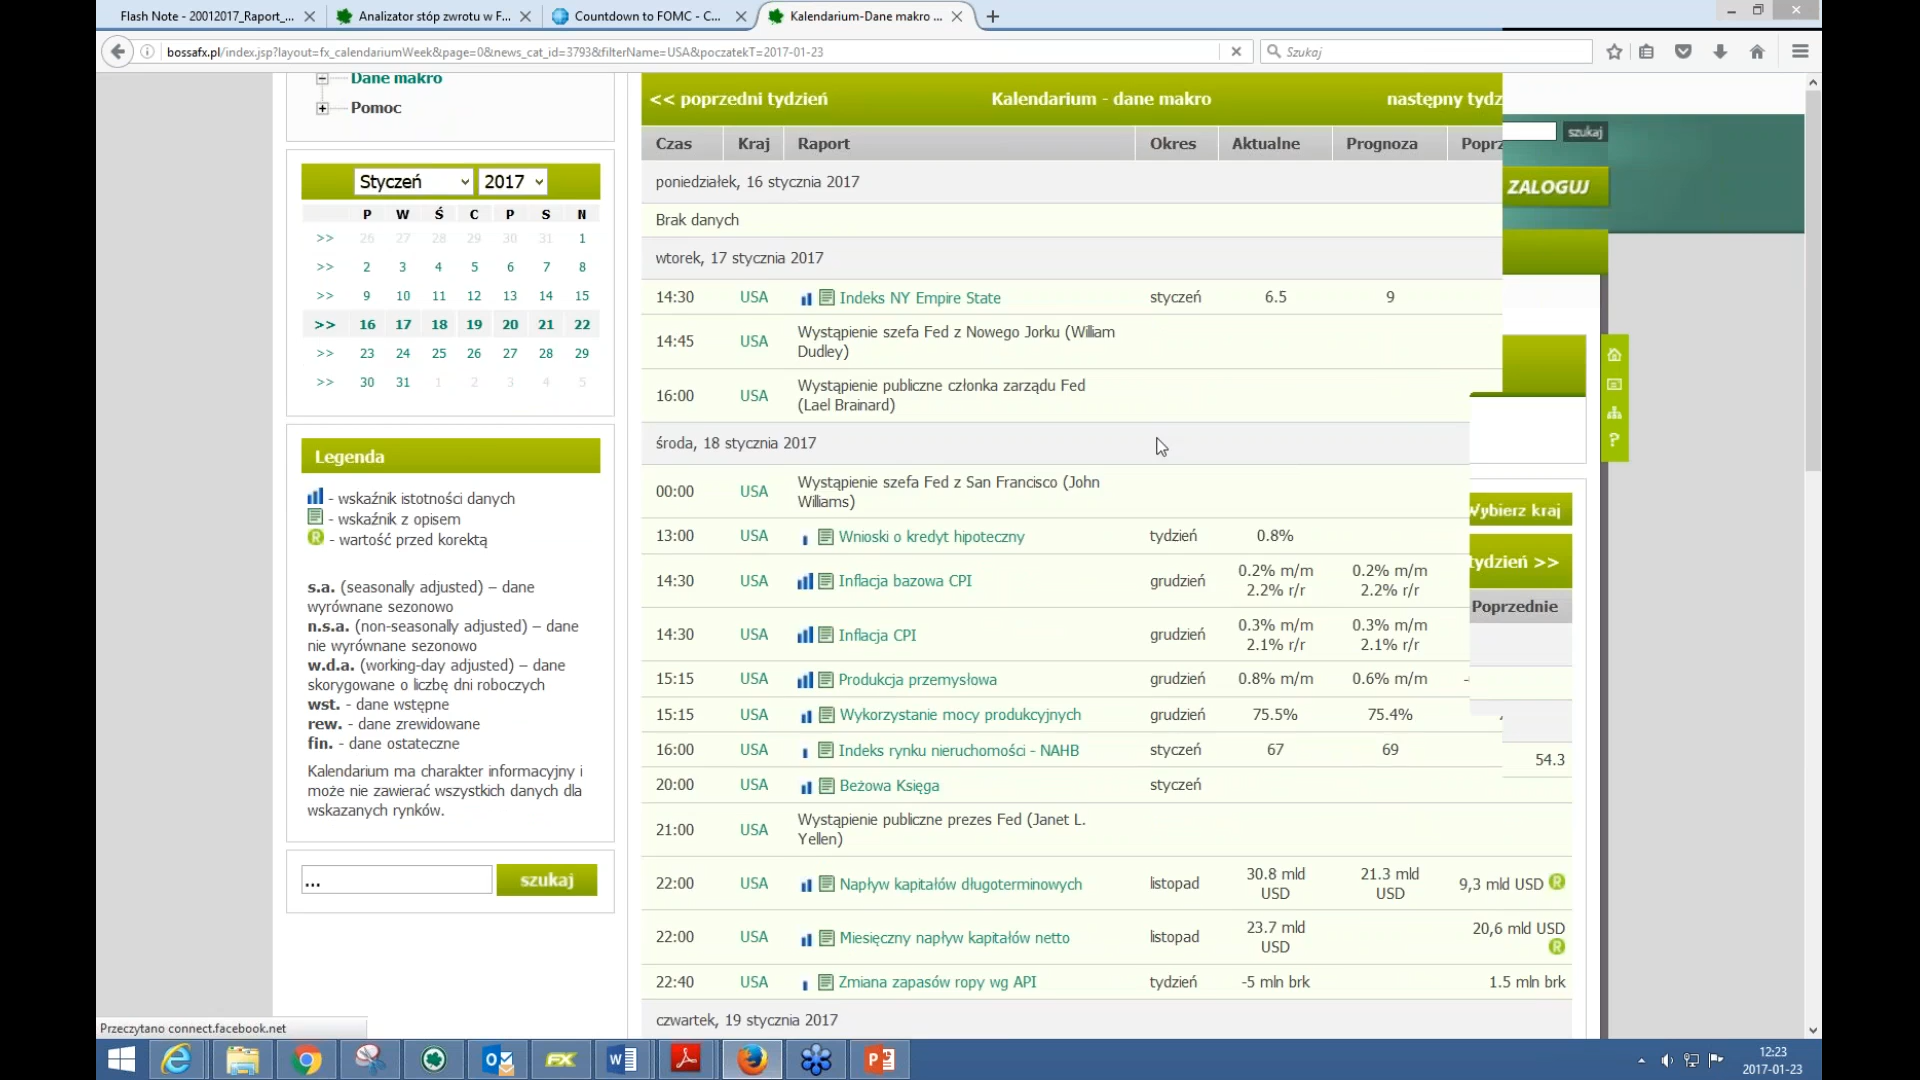 Flash Note - 20012017_Raport_...
Analizator stóp zwrotu w F...
Countdown to FOMC - C...
Kalendarium-Dane makro ...
bossafx.pl/index.jsp?layout=fx_calendariumWeek&page=0&news_cat_id=3793&filterName=USA&poczatekT=2017-01-23
Szukaj
Dane makro
Pomoc
Styczeń 2017
P W Ś C P S N
>> 26 27 28 29 30 31 1
>> 2 3 4 5 6 7 8
>> 9 10 11 12 13 14 15
>> 16 17 18 19 20 21 22
>> 23 24 25 26 27 28 29
>> 30 31 1 2 3 4 5
Legenda
- wskaźnik istotności danych
- wskaźnik z opisem
R - wartość przed korektą
s.a. (seasonally adjusted) – dane
wyrównane sezonowo
n.s.a. (non-seasonally adjusted) – dane
nie wyrównane sezonowo
w.d.a. (working-day adjusted) – dane
skorygowane o liczbę dni roboczych
wst. - dane wstępne
rew. - dane zrewidowane
fin. - dane ostateczne
Kalendarium ma charakter informacyjny i
może nie zawierać wszystkich danych dla
wskazanych rynków.
... szukaj
<< poprzedni tydzień Kalendarium - dane makro następny tydz
Czas Kraj Raport Okres Aktualne Prognoza Poprz
poniedziałek, 16 stycznia 2017
Brak danych
wtorek, 17 stycznia 2017
14:30 USA Indeks NY Empire State styczeń 6.5 9
14:45 USA Wystąpienie szefa Fed z Nowego Jorku (William
Dudley)
16:00 USA Wystąpienie publiczne członka zarządu Fed
(Lael Brainard)
środa, 18 stycznia 2017
00:00 USA Wystąpienie szefa Fed z San Francisco (John
Williams)
13:00 USA Wnioski o kredyt hipoteczny tydzień 0.8%
14:30 USA Inflacja bazowa CPI grudzień 0.2% m/m 0.2% m/m
2.2% r/r 2.2% r/r
14:30 USA Inflacja CPI grudzień 0.3% m/m 0.3% m/m
2.1% r/r 2.1% r/r
15:15 USA Produkcja przemysłowa grudzień 0.8% m/m 0.6% m/m -
15:15 USA Wykorzystanie mocy produkcyjnych grudzień 75.5% 75.4%
16:00 USA Indeks rynku nieruchomości - NAHB styczeń 67 69
20:00 USA Beżowa Księga styczeń
21:00 USA Wystąpienie publiczne prezes Fed (Janet L.
Yellen)
22:00 USA Napływ kapitałów długoterminowych listopad 30.8 mld USD 21.3 mld USD 9,3 mld USD R
22:00 USA Miesięczny napływ kapitałów netto listopad 23.7 mld USD 20,6 mld USD R
22:40 USA Zmiana zapasów ropy wg API tydzień -5 mln brk 1.5 mln brk
czwartek, 19 stycznia 2017
szukaj
ZALOGUJ
?
Wybierz kraj
tydzień >>
Poprzednie
54.3
Przeczytano connect.facebook.net
FX
12:23
2017-01-23